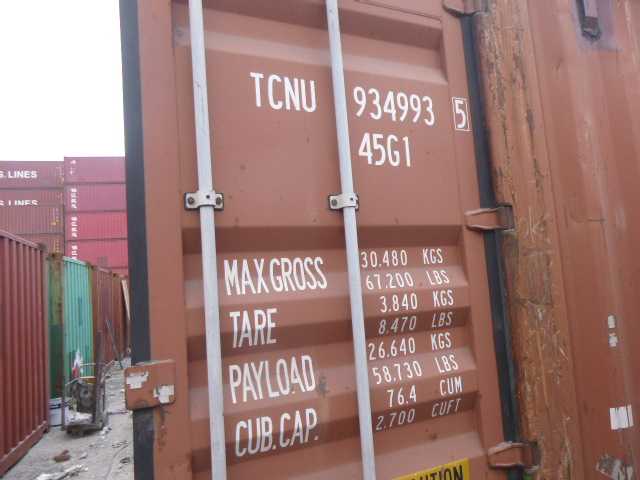 TCNU 934993 5
45G1
MAX GROSS 30.480 KGS
67.200 LBS
TARE 3.840 KGS
8.470 LBS
PAYLOAD 26.640 KGS
58.730 LBS
CUB.CAP. 76.4 CUM
2.700 CUFT
S LINES
S LINES